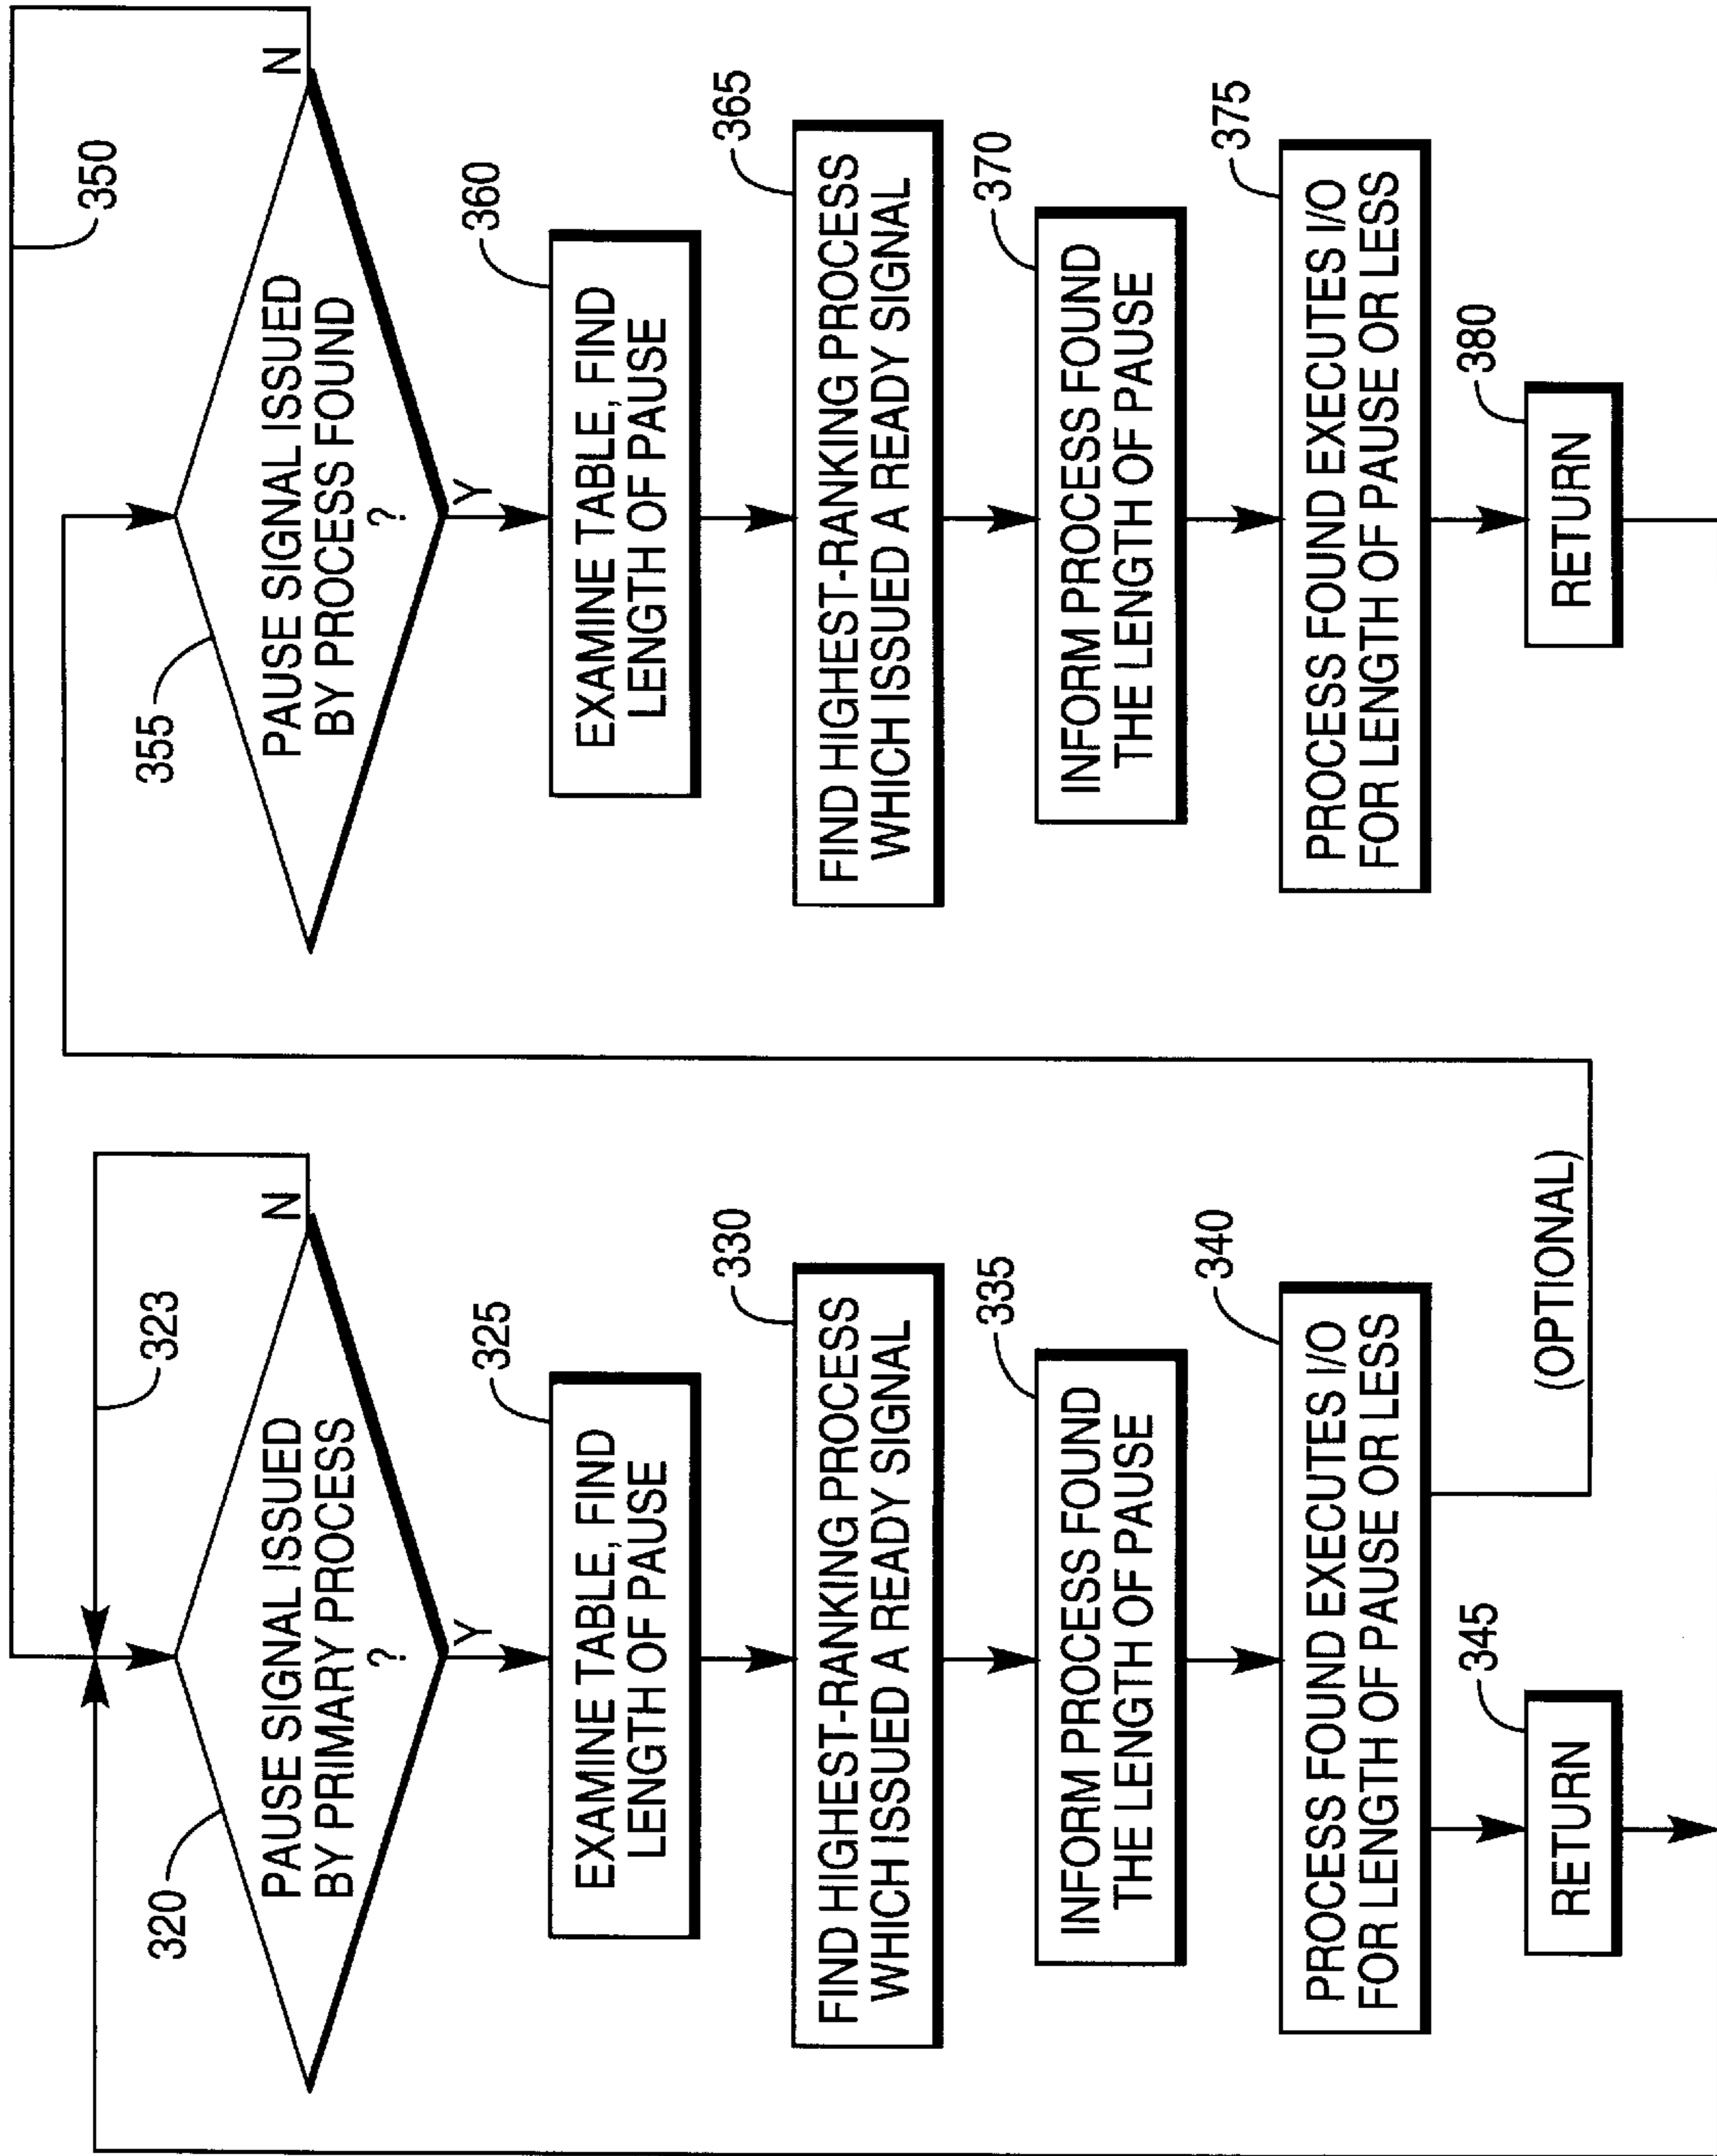 320
PAUSE SIGNAL ISSUED
BY PRIMARY PROCESS
?
N
323
Y
325
EXAMINE TABLE, FIND
LENGTH OF PAUSE
330
FIND HIGHEST-RANKING PROCESS
WHICH ISSUED A READY SIGNAL
335
INFORM PROCESS FOUND
THE LENGTH OF PAUSE
340
PROCESS FOUND EXECUTES I/O
FOR LENGTH OF PAUSE OR LESS
345
RETURN
(OPTIONAL)
350
355
PAUSE SIGNAL ISSUED
BY PROCESS FOUND
?
N
Y
360
EXAMINE TABLE, FIND
LENGTH OF PAUSE
365
FIND HIGHEST-RANKING PROCESS
WHICH ISSUED A READY SIGNAL
370
INFORM PROCESS FOUND
THE LENGTH OF PAUSE
375
PROCESS FOUND EXECUTES I/O
FOR LENGTH OF PAUSE OR LESS
380
RETURN